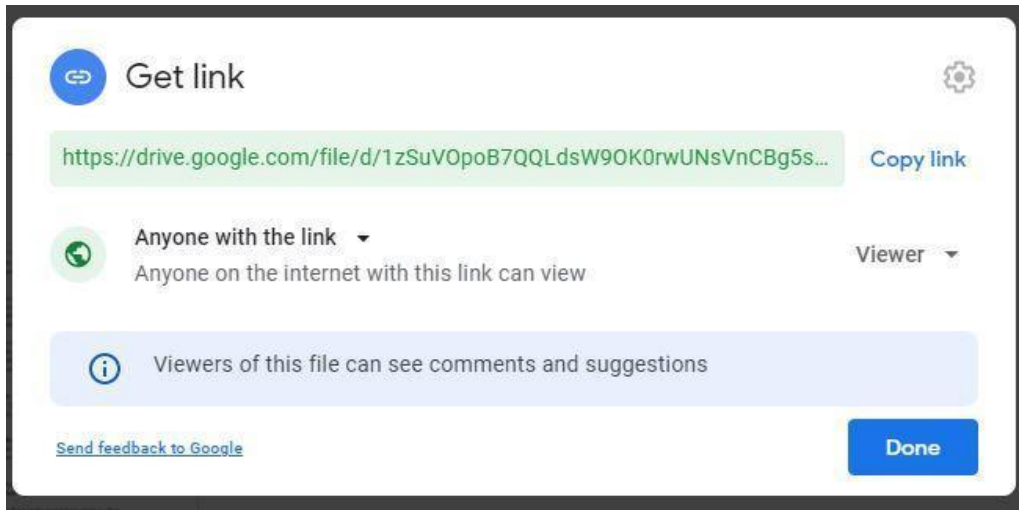 Get link
https://drive.google.com/file/d/1zSuVOpoB7QQLdsW9OK0rwUNsVnCBg5s...
Copy link
Anyone with the link
Anyone on the internet with this link can view
Viewer
Viewers of this file can see comments and suggestions
Send feedback to Google
Done